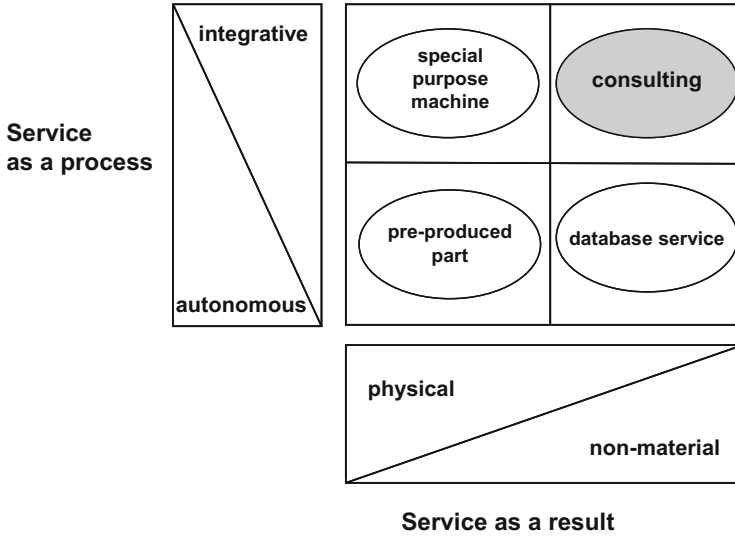 integrative
special
purpose
machine
consulting
Service
as a process
pre-produced
part
database service
autonomous
physical
non-material
Service as a result